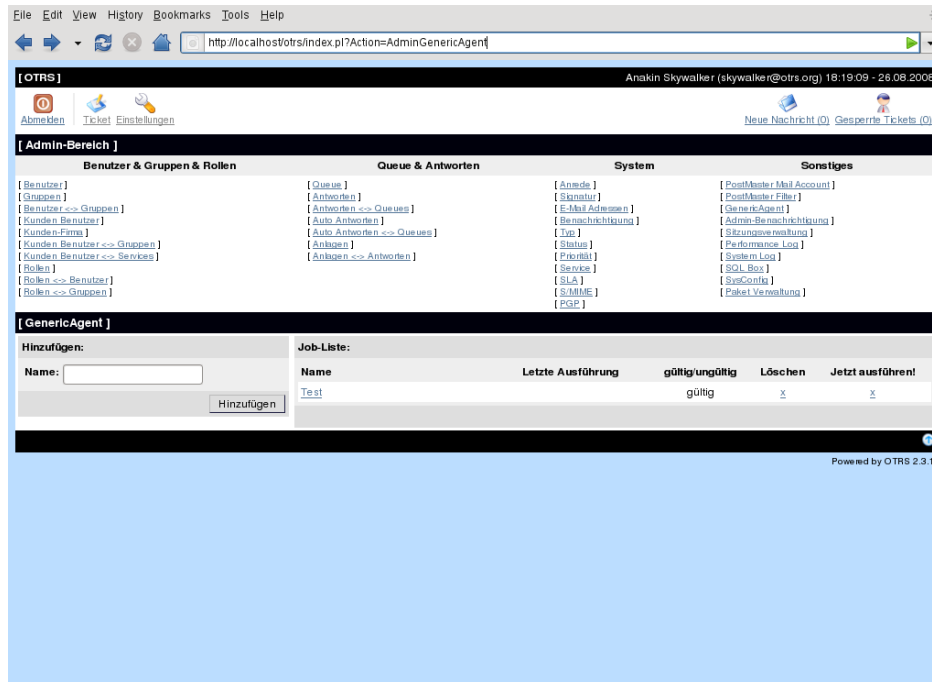 File Edit View History Bookmarks Tools Help
http://localhost/otrs/index.pl?Action=AdminGenericAgent
[ OTRS ] Anakin Skywalker (skywalker@otrs.org) 18:19:09 - 26.08.2008
Abmelden Ticket Einstellungen Neue Nachricht (0) Gesperrte Tickets (0)
[ Admin-Bereich ]
Benutzer & Gruppen & Rollen Queue & Antworten System Sonstiges
[ Benutzer ] [ Queue ] [ Anrede ] [ PostMaster Mail Account ]
[ Gruppen ] [ Antworten ] [ Signatur ] [ PostMaster Filter ]
[ Benutzer <-> Gruppen ] [ Antworten <-> Queues ] [ E-Mail Adressen ] [ GenericAgent ]
[ Kunden Benutzer ] [ Auto Antworten ] [ Benachrichtigung ] [ Admin-Benachrichtigung ]
[ Kunden-Firma ] [ Auto Antworten <-> Queues ] [ Typ ] [ Sitzungsverwaltung ]
[ Kunden Benutzer <-> Gruppen ] [ Anlagen ] [ Status ] [ Performance Log ]
[ Kunden Benutzer <-> Services ] [ Anlagen <-> Antworten ] [ Priorität ] [ System Log ]
[ Rollen ] [ Service ] [ SQL Box ]
[ Rollen <-> Benutzer ] [ SLA ] [ SysConfig ]
[ Rollen <-> Gruppen ] [ S/MIME ] [ Paket Verwaltung ]
[ PGP ]
[ GenericAgent ]
Hinzufügen: Job-Liste:
Name: Name Letzte Ausführung gültig/ungültig Löschen Jetzt ausführen!
Test gültig x x
Hinzufügen
Powered by OTRS 2.3.1